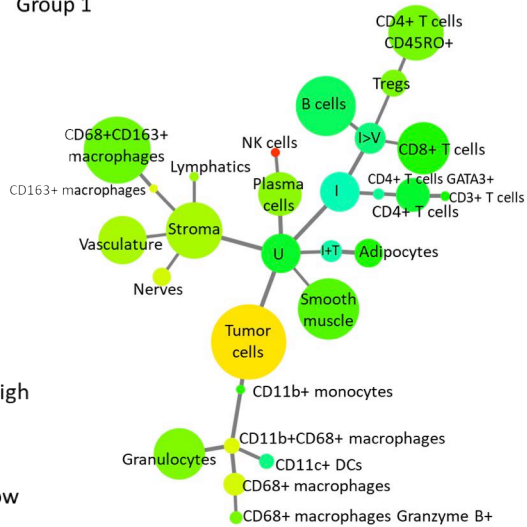 Group 1
CD4+ T cells
CD45RO+
Tregs
B cells
I>V
CD8+ T cells
NK cells
CD68+CD163+
macrophages
Lymphatics
CD163+ macrophages
Plasma
cells
I
CD4+ T cells GATA3+
CD3+ T cells
CD4+ T cells
Stroma
Vasculature
U
I+T
Adipocytes
Nerves
Smooth
muscle
Tumor
cells
CD11b+ monocytes
igh
CD11b+CD68+ macrophages
Granulocytes
CD11c+ DCs
CD68+ macrophages
ow
CD68+ macrophages Granzyme B+